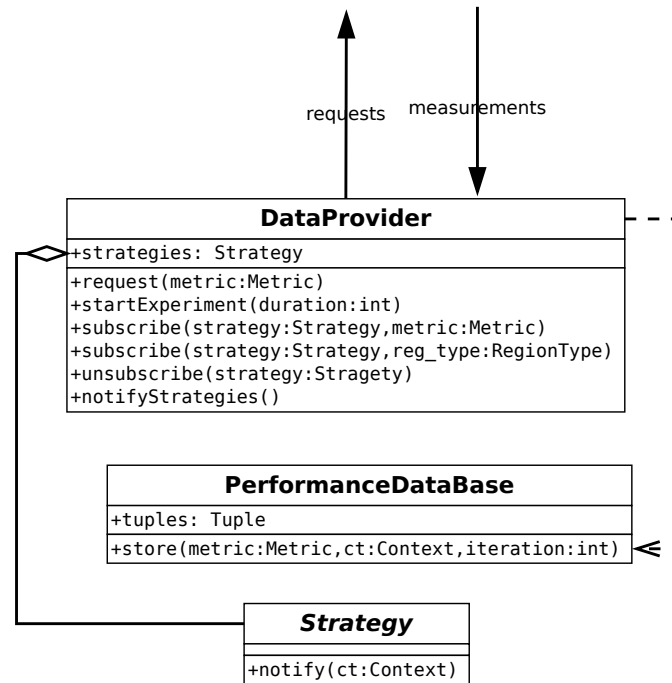 requests
measurements
DataProvider
+strategies: Strategy
+request(metric:Metric)
+startExperiment(duration:int)
+subscribe(strategy:Strategy,metric:Metric)
+subscribe(strategy:Strategy,reg_type:RegionType)
+unsubscribe(strategy:Stragety)
+notifyStrategies()
PerformanceDataBase
+tuples: Tuple
+store(metric:Metric,ct:Context,iteration:int)
Strategy
+notify(ct:Context)